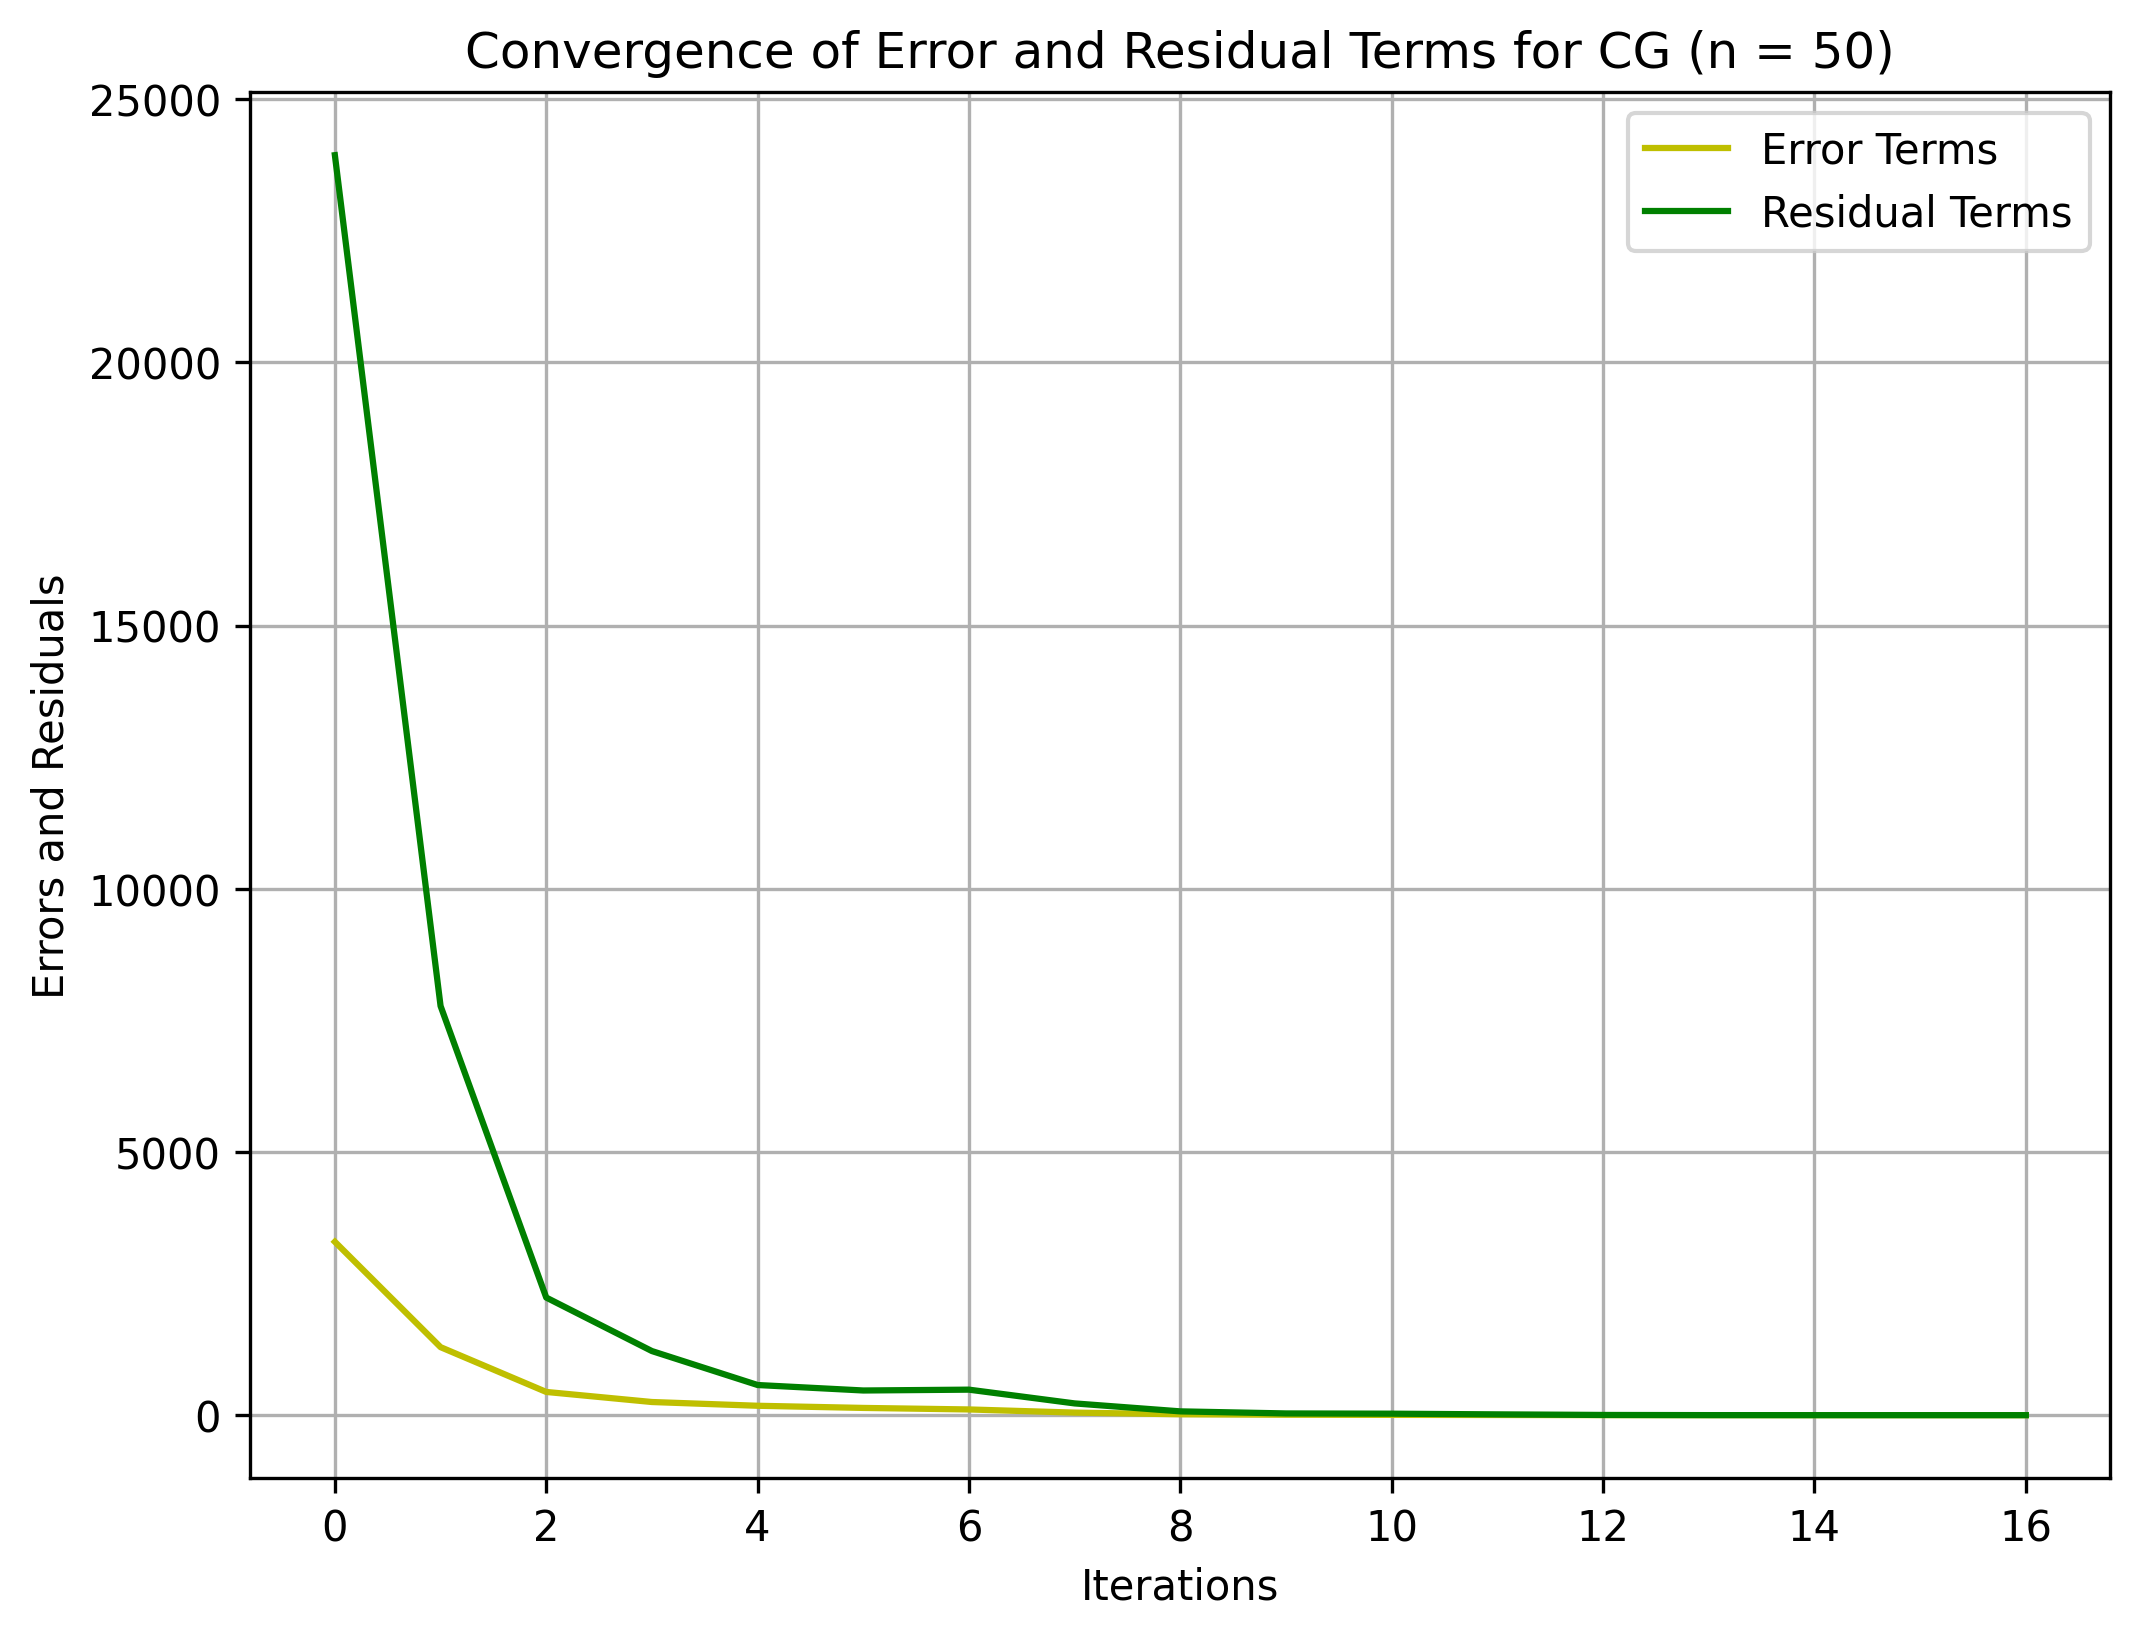 Convergence of Error and Residual Terms for CG (n = 50)
Error Terms
Residual Terms
Errors and Residuals
25000
20000
15000
10000
5000
0
0 2 4 6 8 10 12 14 16
Iterations